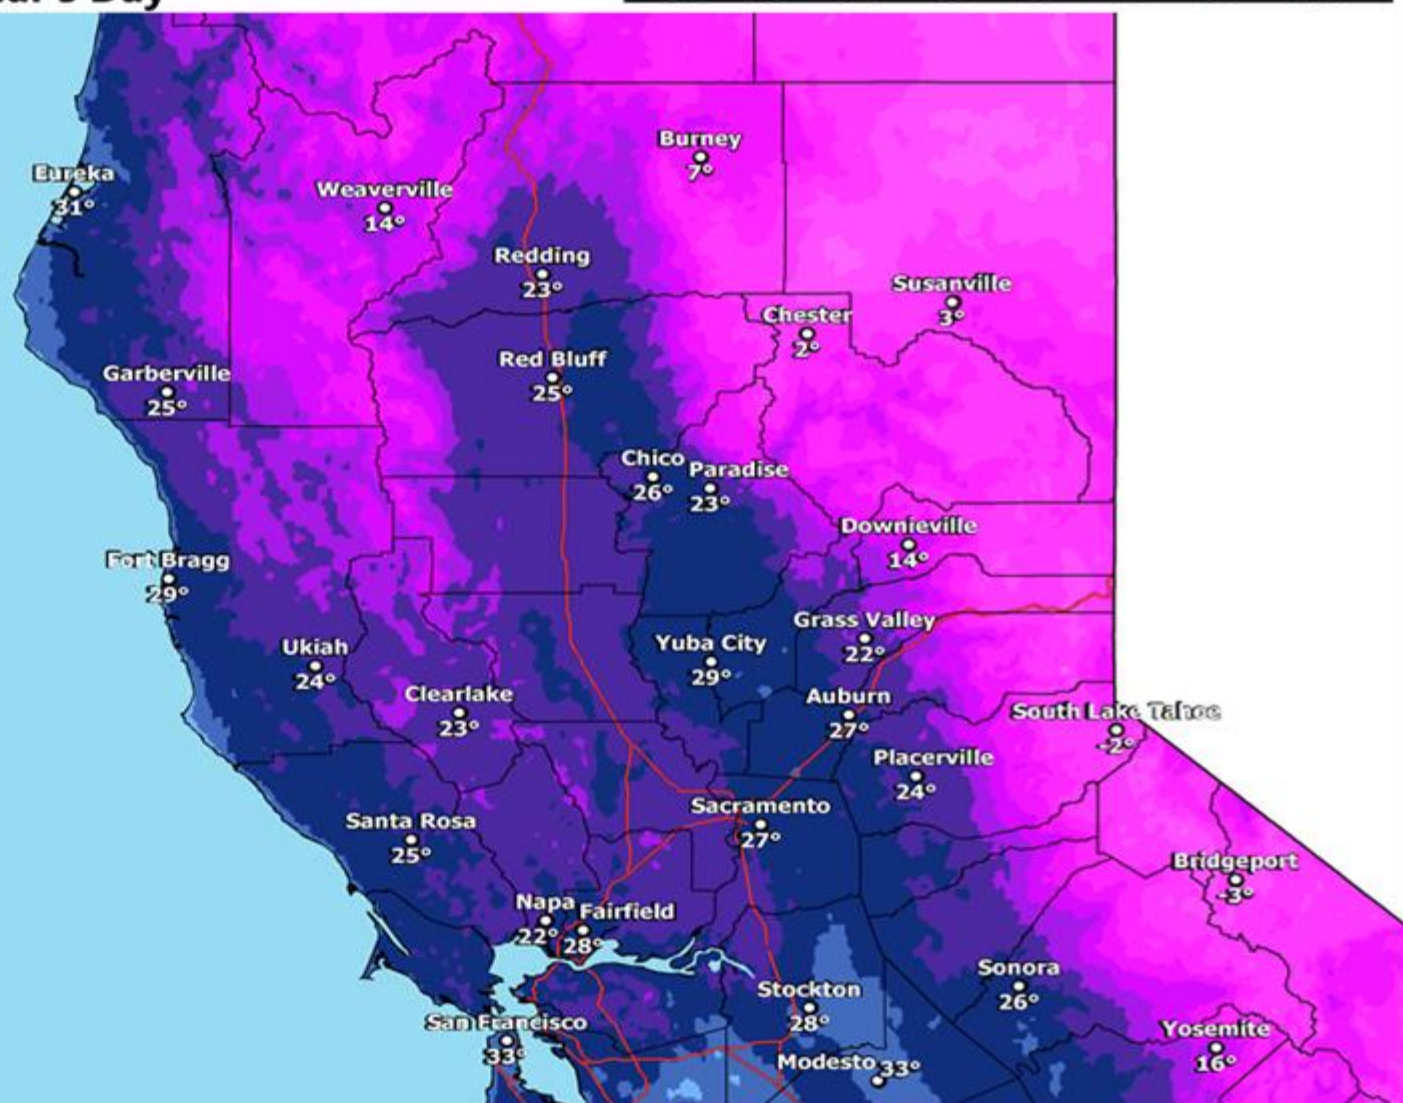 Day
Burney
7°
Eureka
31°
Weaverville
14°
Redding
23°
Susanville
3°
Chester
2°
Red Bluff
25°
Garberville
25°
Chico
26°
Paradise
23°
Downieville
14°
Fort Bragg
29°
Grass Valley
22°
Yuba City
29°
Ukiah
24°
Clearlake
23°
Auburn
27°
South Lake Tahoe
-2°
Placerville
24°
Sacramento
27°
Santa Rosa
25°
Bridgeport
-3°
Napa
22°
Fairfield
28°
Sonora
26°
Stockton
28°
San Francisco
33°
Yosemite
16°
Modesto 33°